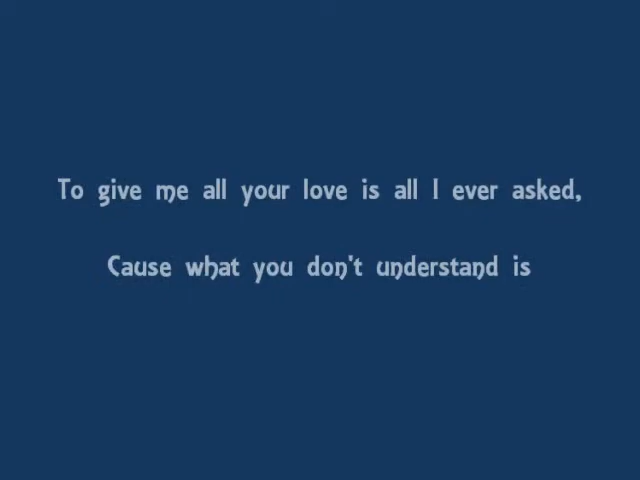 To give me all your love is all I ever asked,
Cause what you don't understand is